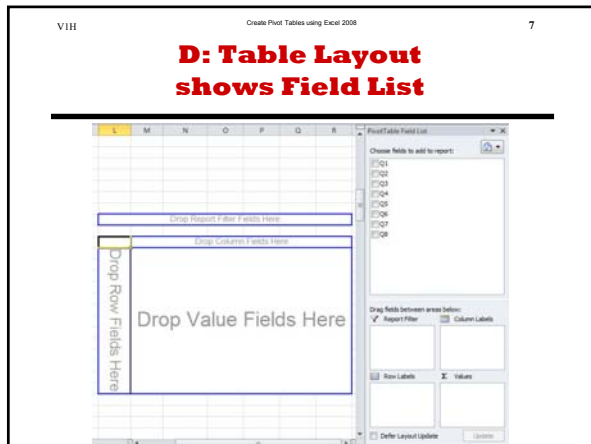 V1H
Create Pivot Tables using Excel 2008
7
D: Table Layout
shows Field List
L M N O P Q R
PivotTable Field List
Choose fields to add to report:
Q1
Q2
Q3
Q4
Q5
Q6
Q7
Q8
Drop Report Filter Fields Here
Drop Column Fields Here
Drop Row Fields Here
Drop Value Fields Here
Drag fields between areas below:
Report Filter
Column Labels
Row Labels
Σ Values
Defer Layout Update
Update